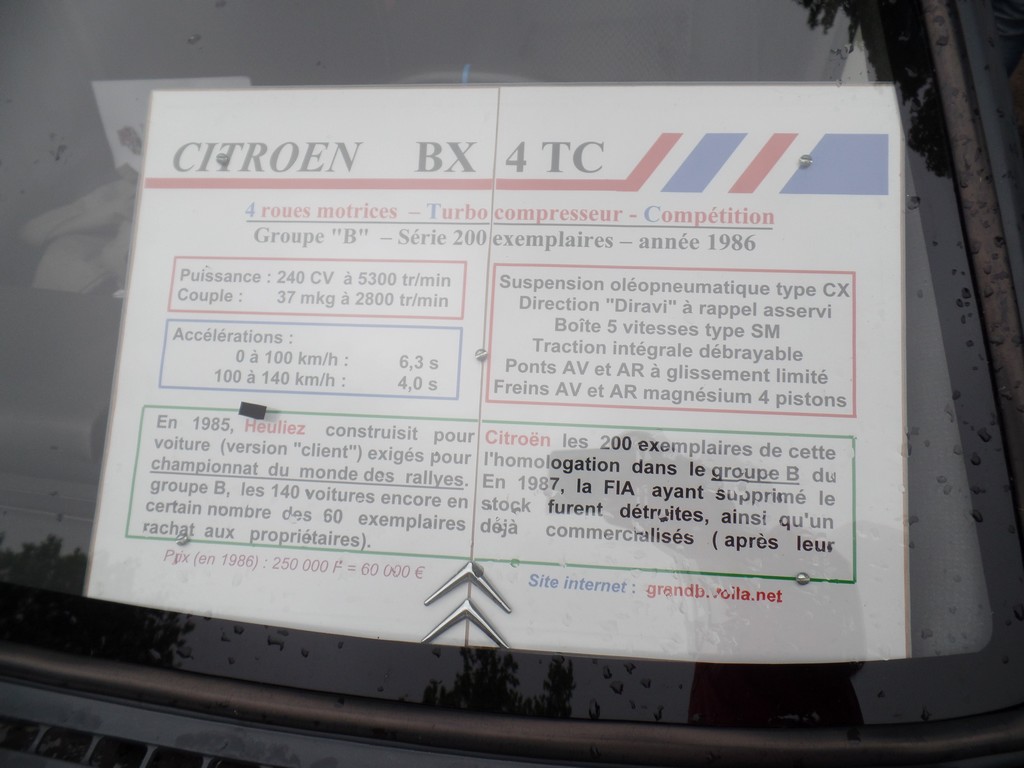 CITROEN BX 4 TC
4 roues motrices – Turbo compresseur - Compétition
Groupe "B" – Série 200 exemplaires – année 1986
Puissance : 240 CV à 5300 tr/min
Couple : 37 mkg à 2800 tr/min
Accélérations :
0 à 100 km/h : 6,3 s
100 à 140 km/h : 4,0 s
Suspension oléopneumatique type CX
Direction "Diravi" à rappel asservi
Boîte 5 vitesses type SM
Traction intégrale débrayable
Ponts AV et AR à glissement limité
Freins AV et AR magnésium 4 pistons
En 1985, Heuliez construisit pour Citroën les 200 exemplaires de cette
voiture (version "client") exigés pour l'homologation dans le groupe B du
championnat du monde des rallyes. En 1987, la FIA ayant supprimé le
groupe B, les 140 voitures encore en stock furent détruites, ainsi qu'un
certain nombre des 60 exemplaires déjà commercialisés ( après leur
rachat aux propriétaires).
Prix (en 1986) : 250 000 F = 60 000 €
Site internet : grandb.voila.net